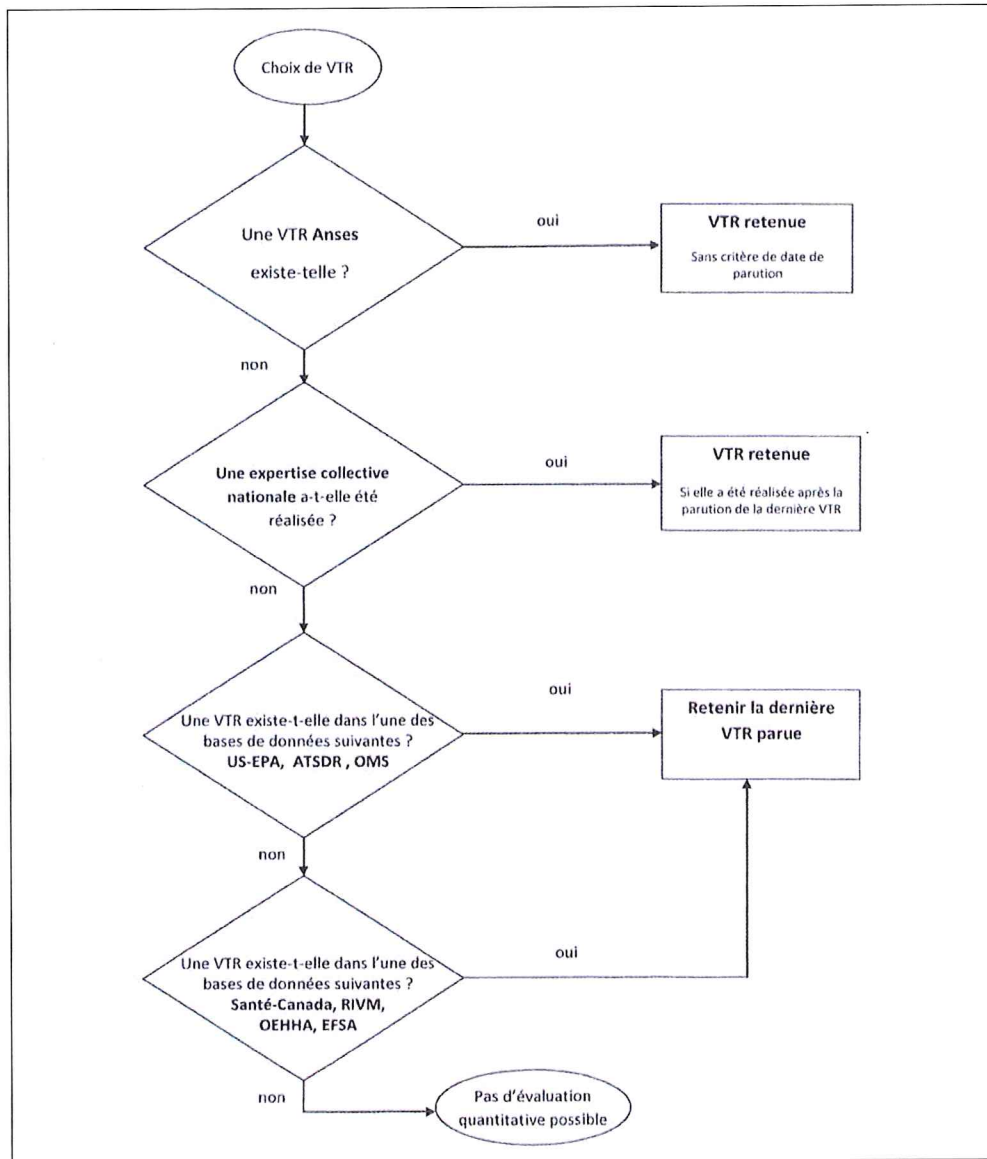 Choix de VTR
Une VTR Anses
existe-telle ?
oui
VTR retenue
Sans critère de date de
parution
non
Une expertise collective
nationale a-t-elle été
réalisée ?
oui
VTR retenue
Si elle a été réalisée après la
parution de la dernière VTR
non
Une VTR existe-t-elle dans l'une des
bases de données suivantes ?
US-EPA, ATSDR , OMS
oui
Retenir la dernière
VTR parue
non
Une VTR existe-t-elle dans l'une des
bases de données suivantes ?
Santé-Canada, RIVM,
OEHHA, EFSA
oui
non
Pas d'évaluation
quantitative possible